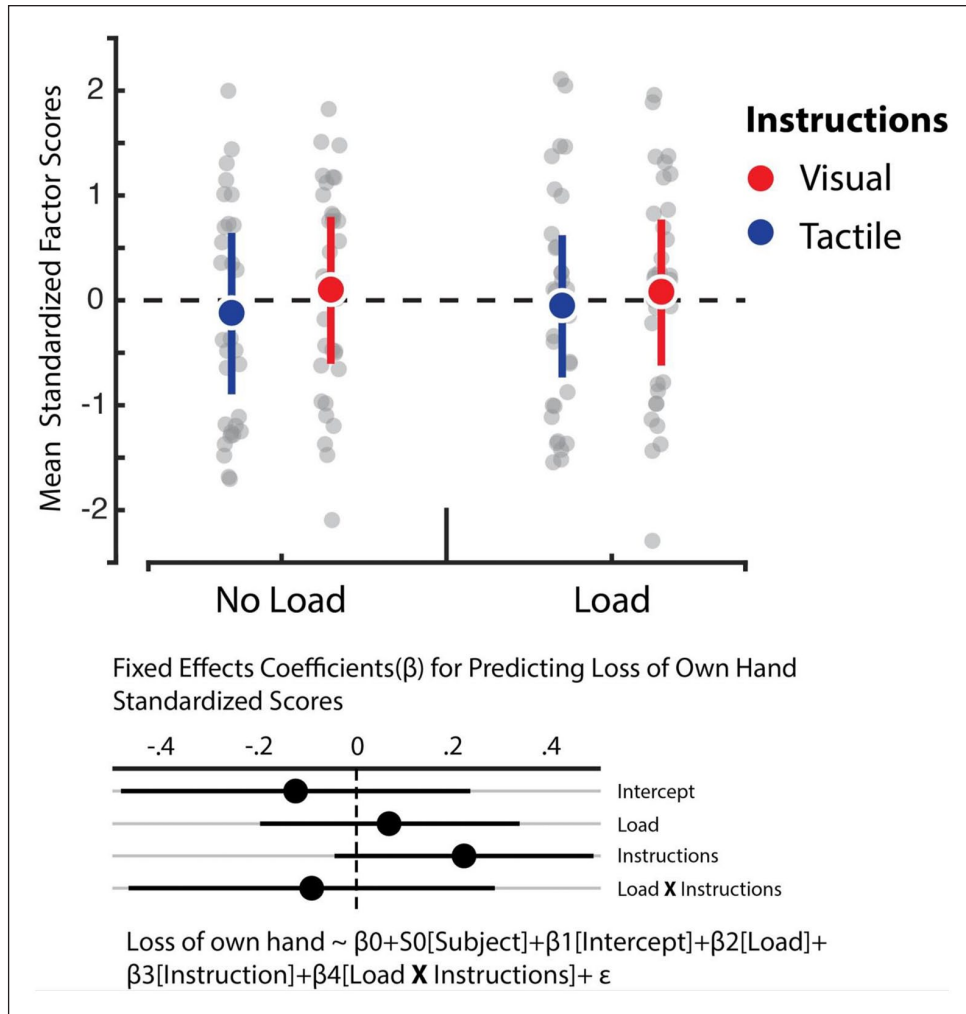 Mean Standardized Factor Scores
2
1
0
-1
-2
No Load
Load
Instructions
Visual
Tactile
Fixed Effects Coefficients(β) for Predicting Loss of Own Hand
Standardized Scores
-.4 -.2 0 .2 .4
Intercept
Load
Instructions
Load X Instructions
Loss of own hand ~ β0+S0[Subject]+β1[Intercept]+β2[Load]+
β3[Instruction]+β4[Load X Instructions]+ ε